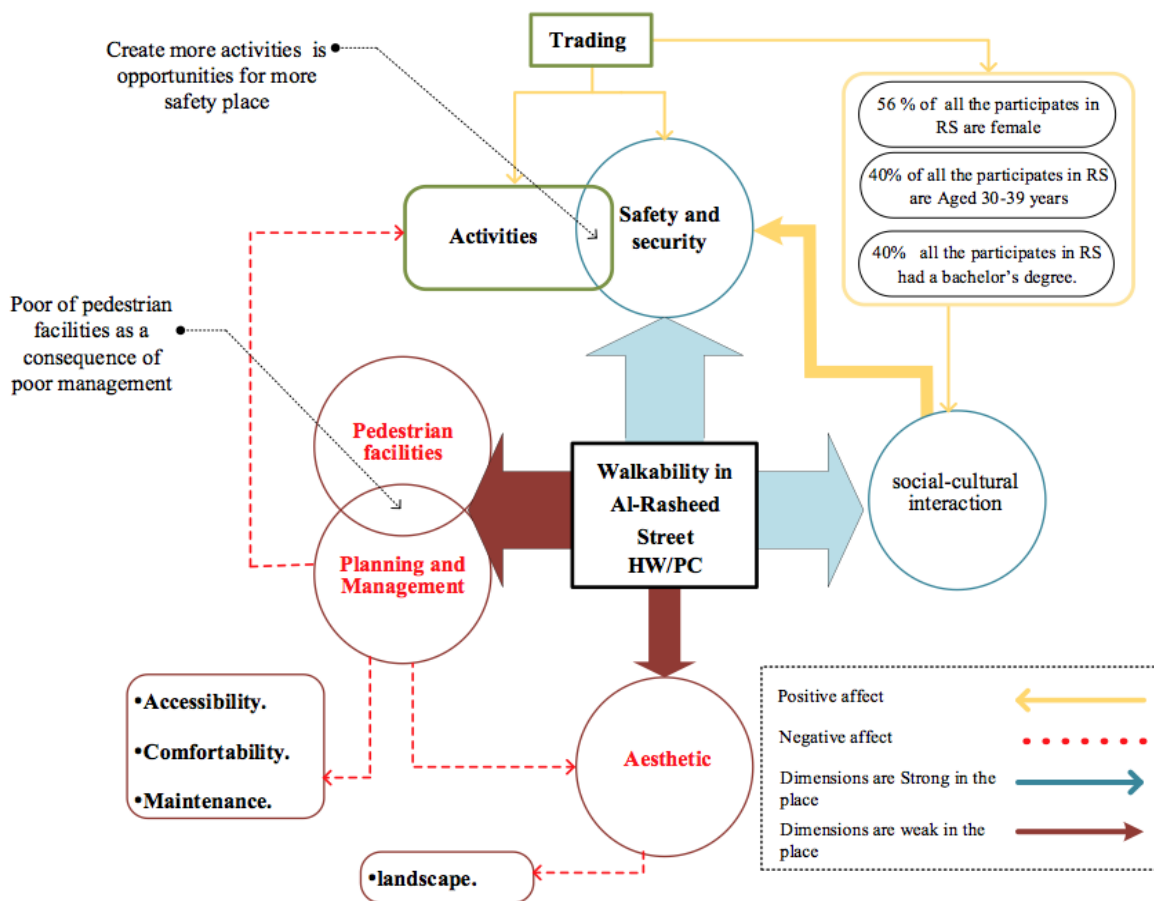 Trading
Create more activities is
opportunities for more
safety place
56 % of all the participates in
RS are female
40% of all the participates in RS
are Aged 30-39 years
40% all the participates in RS
had a bachelor’s degree.
Activities
Safety and
security
Poor of pedestrian
facilities as a
consequence of
poor management
Pedestrian
facilities
Planning and
Management
Walkability in
Al-Rasheed
Street
HW/PC
social-cultural
interaction
•Accessibility.
•Comfortability.
•Maintenance.
Aesthetic
•landscape.
Positive affect
Negative affect
Dimensions are Strong in the
place
Dimensions are weak in the
place